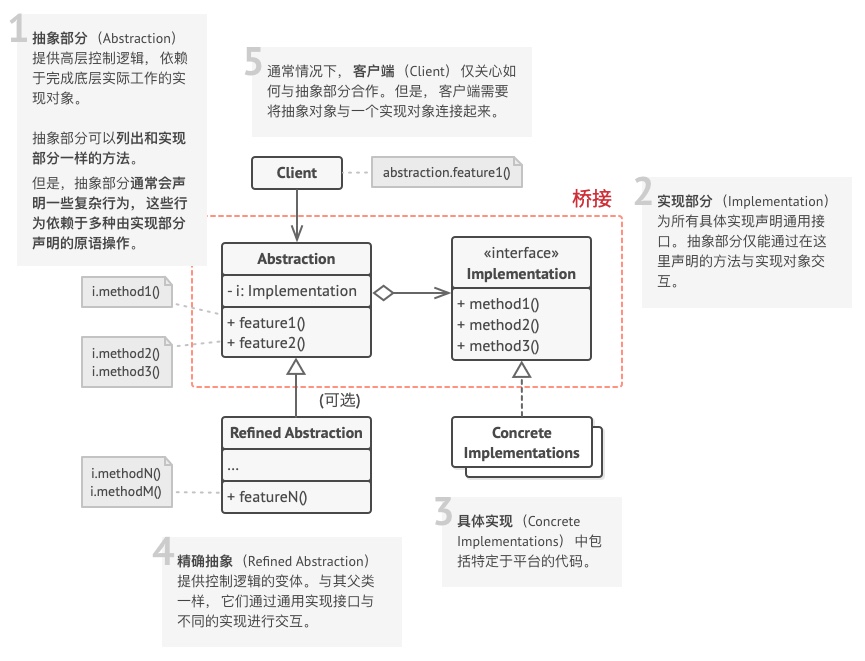 1
抽象部分 （Abstraction）
提供高层控制逻辑， 依赖
于完成底层实际工作的实
现对象。
抽象部分可以列出和实现
部分一样的方法。
但是， 抽象部分通常会声
明一些复杂行为， 这些行
为依赖于多种由实现部分
声明的原语操作。
5
通常情况下， 客户端 （Client） 仅关心如
何与抽象部分合作。 但是， 客户端需要
将抽象对象与一个实现对象连接起来。
Client
abstraction.feature1()
桥接
2
实现部分 （Implementation）
为所有具体实现声明通用接
口。 抽象部分仅能通过在这
里声明的方法与实现对象交
互。
Abstraction
- i: Implementation
+ feature1()
+ feature2()
«interface»
Implementation
+ method1()
+ method2()
+ method3()
i.method1()
i.method2()
i.method3()
(可选)
Refined Abstraction
...
+ featureN()
Concrete
Implementations
i.methodN()
i.methodM()
3
具体实现 （Concrete
Implementations） 中包
括特定于平台的代码。
4
精确抽象 （Refined Abstraction）
提供控制逻辑的变体。 与其父类
一样， 它们通过通用实现接口与
不同的实现进行交互。